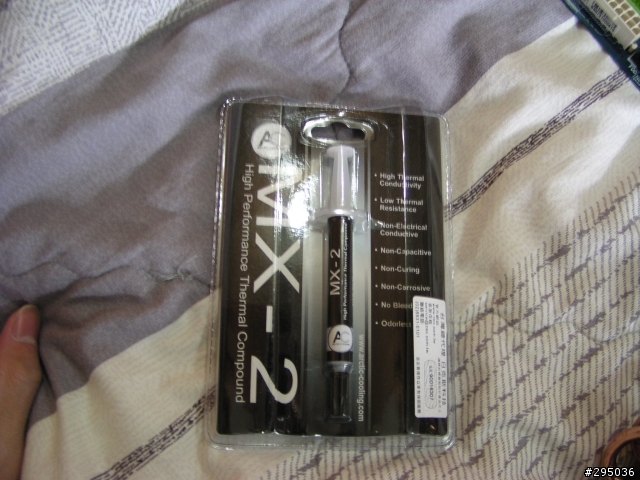 MX-2
High Performance Thermal Compound
• High Thermal
Conductivity
• Low Thermal
Resistance
• Non-Electrical
Conductive
• Non-Capacitive
• Non-Curing
• Non-Corrosive
• No Bleed
• Odorless
MX-2
High Performance Thermal Compound
www.arctic-cooling.com
#295036